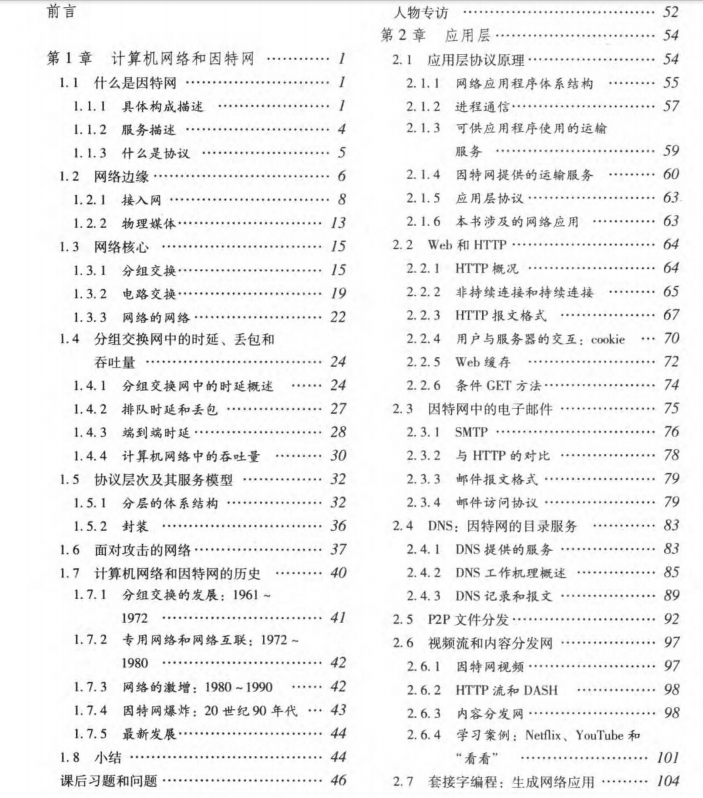 前言
第1章 计算机网络和因特网 ………… 1
1.1 什么是因特网 ………… 1
1.1.1 具体构成描述 ………… 1
1.1.2 服务描述 ………… 4
1.1.3 什么是协议 ………… 5
1.2 网络边缘 ………… 6
1.2.1 接入网 ………… 8
1.2.2 物理媒体 ………… 13
1.3 网络核心 ………… 15
1.3.1 分组交换 ………… 15
1.3.2 电路交换 ………… 19
1.3.3 网络的网络 ………… 22
1.4 分组交换网中的时延、丢包和
吞吐量 ………… 24
1.4.1 分组交换网中的时延概述 …… 24
1.4.2 排队时延和丢包 ………… 27
1.4.3 端到端时延 ………… 28
1.4.4 计算机网络中的吞吐量 ……… 30
1.5 协议层次及其服务模型 ………… 32
1.5.1 分层的体系结构 ………… 32
1.5.2 封装 ………… 36
1.6 面对攻击的网络 ………… 37
1.7 计算机网络和因特网的历史 ……… 40
1.7.1 分组交换的发展：1961~
1972 ………… 41
1.7.2 专用网络和网络互联：1972~
1980 ………… 42
1.7.3 网络的激增：1980~1990 …… 42
1.7.4 因特网爆炸：20世纪90年代 … 43
1.7.5 最新发展 ………… 44
1.8 小结 ………… 44
课后习题和问题 ………… 46
人物专访 ………… 52
第2章 应用层 ………… 54
2.1 应用层协议原理 ………… 54
2.1.1 网络应用程序体系结构 ……… 55
2.1.2 进程通信 ………… 57
2.1.3 可供应用程序使用的运输
服务 ………… 59
2.1.4 因特网提供的运输服务 ……… 60
2.1.5 应用层协议 ………… 63
2.1.6 本书涉及的网络应用 ……… 63
2.2 Web和HTTP ………… 64
2.2.1 HTTP概况 ………… 64
2.2.2 非持续连接和持续连接 ……… 65
2.2.3 HTTP报文格式 ………… 67
2.2.4 用户与服务器的交互：cookie … 70
2.2.5 Web缓存 ………… 72
2.2.6 条件GET方法 ………… 74
2.3 因特网中的电子邮件 ………… 75
2.3.1 SMTP ………… 76
2.3.2 与HTTP的对比 ………… 78
2.3.3 邮件报文格式 ………… 79
2.3.4 邮件访问协议 ………… 79
2.4 DNS：因特网的目录服务 ……… 83
2.4.1 DNS提供的服务 ………… 83
2.4.2 DNS工作机理概述 ………… 85
2.4.3 DNS记录和报文 ………… 89
2.5 P2P文件分发 ………… 92
2.6 视频流和内容分发网 ………… 97
2.6.1 因特网视频 ………… 97
2.6.2 HTTP流和DASH ………… 98
2.6.3 内容分发网 ………… 98
2.6.4 学习案例：Netflix、YouTube和
“看看” ………… 101
2.7 套接字编程：生成网络应用 ……… 104